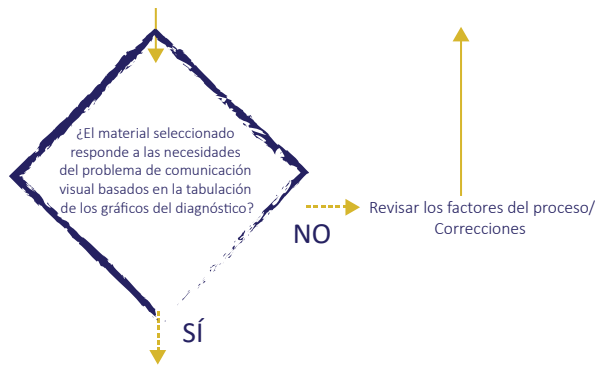 ¿El material seleccionado
responde a las necesidades
del problema de comunicación
visual basados en la tabulación
de los gráficos del diagnóstico?
NO
Revisar los factores del proceso/
Correcciones
SÍ